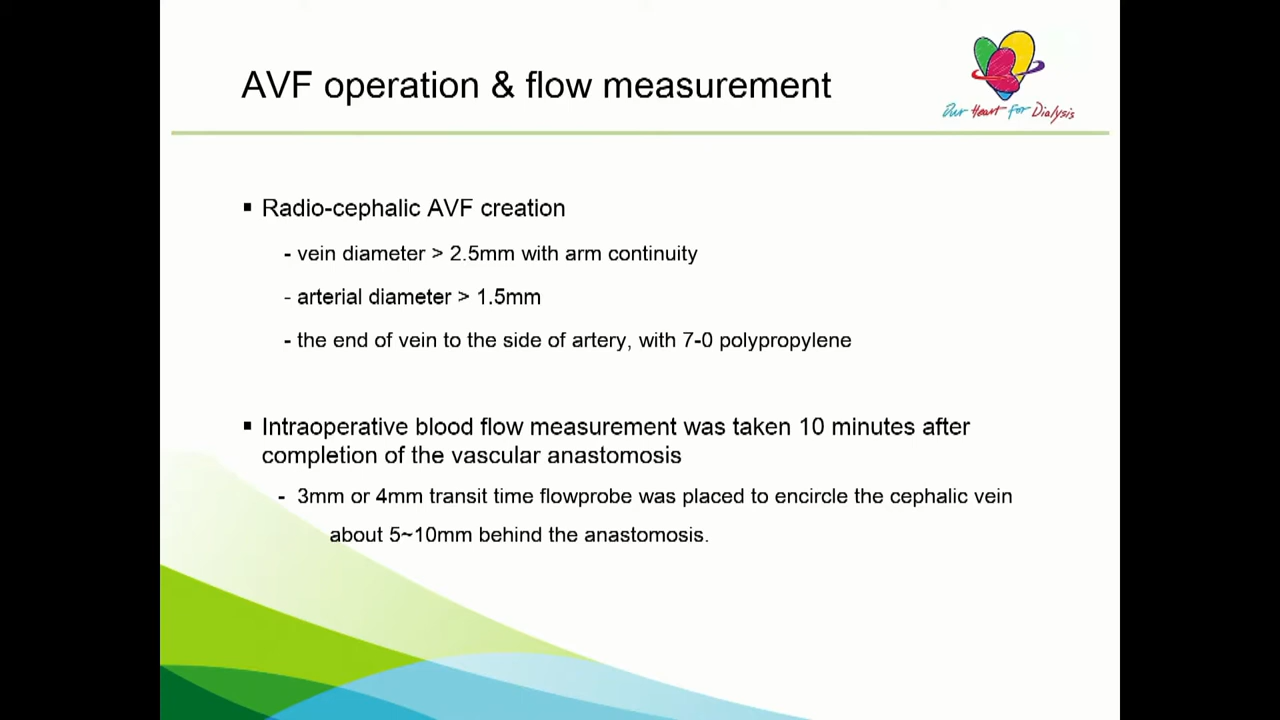 AVF operation & flow measurement
Our Heart For Dialysis
▪ Radio-cephalic AVF creation
- vein diameter > 2.5mm with arm continuity
- arterial diameter > 1.5mm
- the end of vein to the side of artery, with 7-0 polypropylene
▪ Intraoperative blood flow measurement was taken 10 minutes after
completion of the vascular anastomosis
- 3mm or 4mm transit time flowprobe was placed to encircle the cephalic vein
about 5~10mm behind the anastomosis.